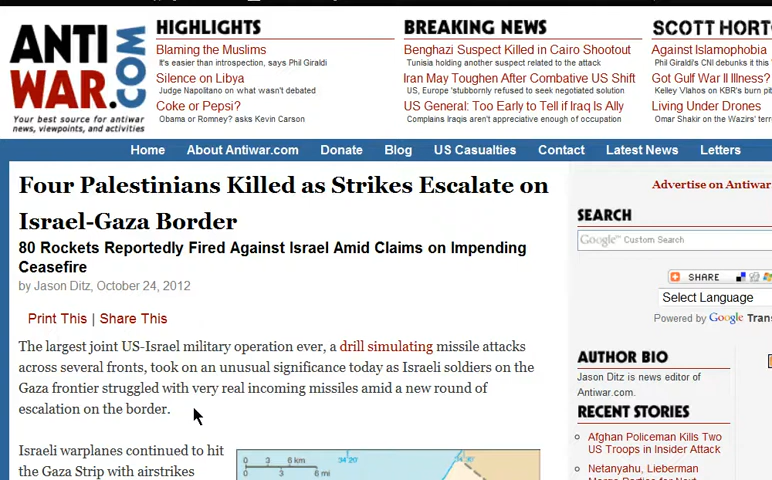 ANTI
WAR.COM
Your best source for antiwar
news, viewpoints, and activities
HIGHLIGHTS
Blaming the Muslims
It's easier than introspection, says Phil Giraldi
Silence on Libya
Judge Napolitano on what wasn't debated
Coke or Pepsi?
Obama or Romney? asks Kevin Carson
BREAKING NEWS
Benghazi Suspect Killed in Cairo Shootout
Tunisia holding another suspect related to the attack
Iran May Toughen After Combative US Shift
US, Europe 'stubbornly refused to seek negotiated solution
US General: Too Early to Tell if Iraq Is Ally
Complains Iraqis aren't appreciative enough of occupation
SCOTT HORT
Against Islamophobia
Phil Giraldi's CNI debunks it this
Got Gulf War II Illness?
Kelley Vlahos on KBR's burn pit
Living Under Drones
Omar Shakir on the Wazirs' terr
Home About Antiwar.com Donate Blog US Casualties Contact Latest News Letters
Four Palestinians Killed as Strikes Escalate on
Israel-Gaza Border
80 Rockets Reportedly Fired Against Israel Amid Claims on Impending
Ceasefire
by Jason Ditz, October 24, 2012
Print This | Share This
The largest joint US-Israel military operation ever, a drill simulating missile attacks
across several fronts, took on an unusual significance today as Israeli soldiers on the
Gaza frontier struggled with very real incoming missiles amid a new round of
escalation on the border.
Israeli warplanes continued to hit
the Gaza Strip with airstrikes
0 3 6 km
0 3 6 mi
34°20'
34°30'
Advertise on Antiwar
SEARCH
Google™ Custom Search
SHARE
Select Language
Powered by Google Trans
AUTHOR BIO
Jason Ditz is news editor of
Antiwar.com.
RECENT STORIES
Afghan Policeman Kills Two
US Troops in Insider Attack
Netanyahu, Lieberman
Merge Parties for Next